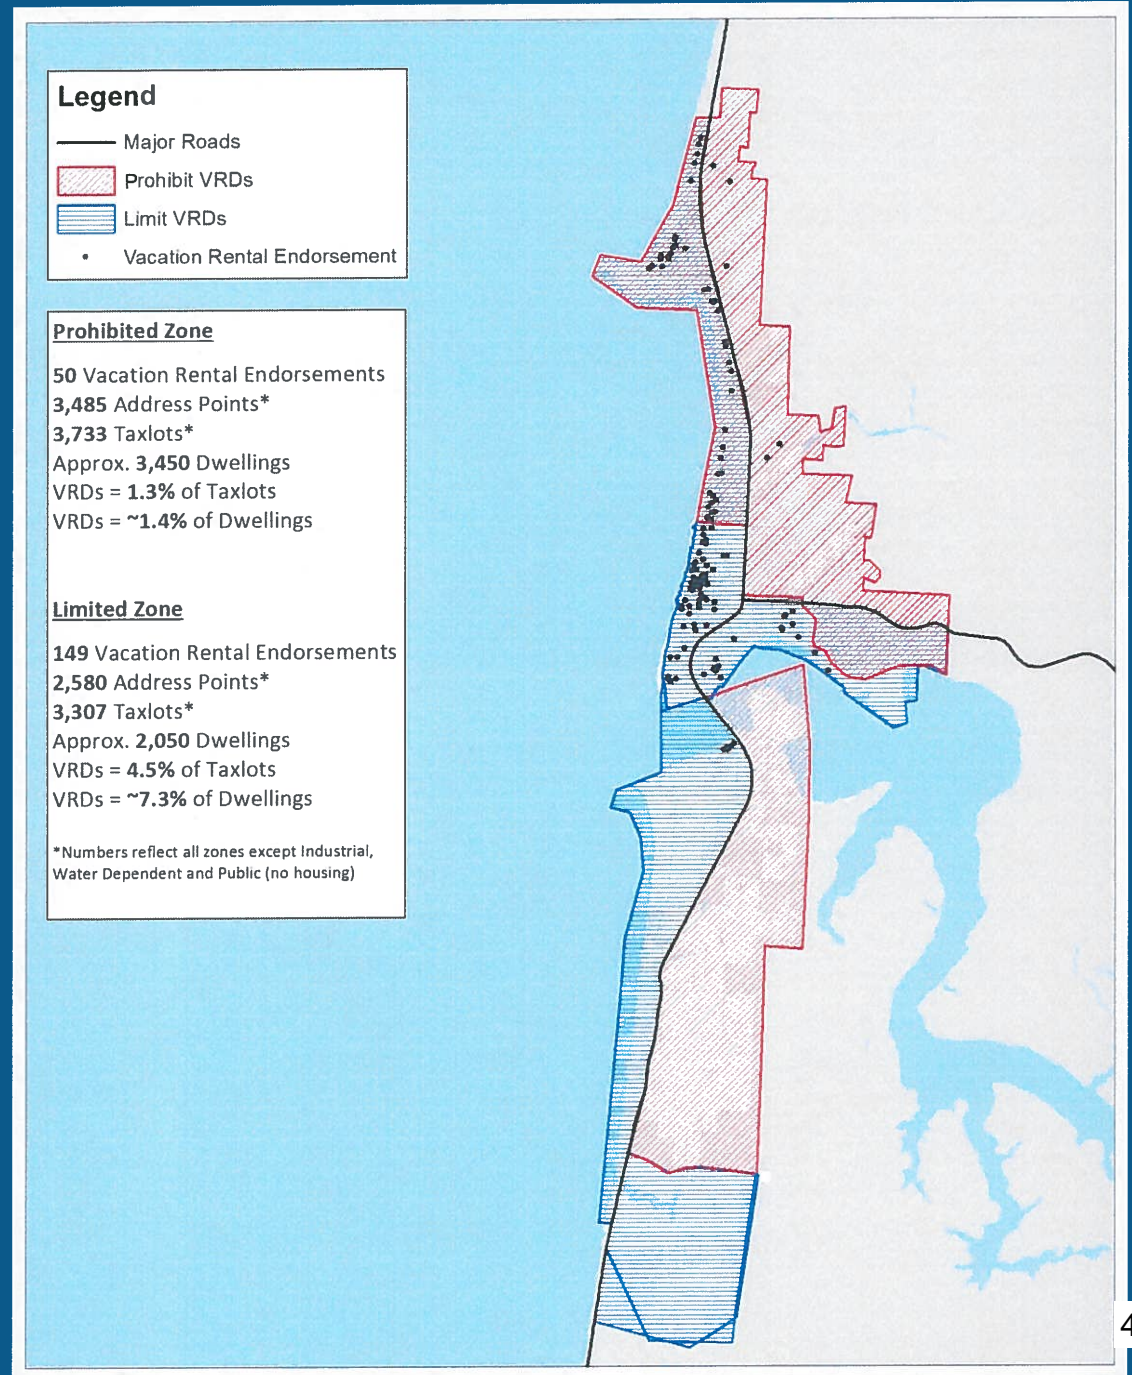 Legend
Major Roads
Prohibit VRDs
Limit VRDs
Vacation Rental Endorsement
Prohibited Zone
50 Vacation Rental Endorsements
3,485 Address Points*
3,733 Taxlots*
Approx. 3,450 Dwellings
VRDs = 1.3% of Taxlots
VRDs = ~1.4% of Dwellings
Limited Zone
149 Vacation Rental Endorsements
2,580 Address Points*
3,307 Taxlots*
Approx. 2,050 Dwellings
VRDs = 4.5% of Taxlots
VRDs = ~7.3% of Dwellings
*Numbers reflect all zones except Industrial,
Water Dependent and Public (no housing)
4